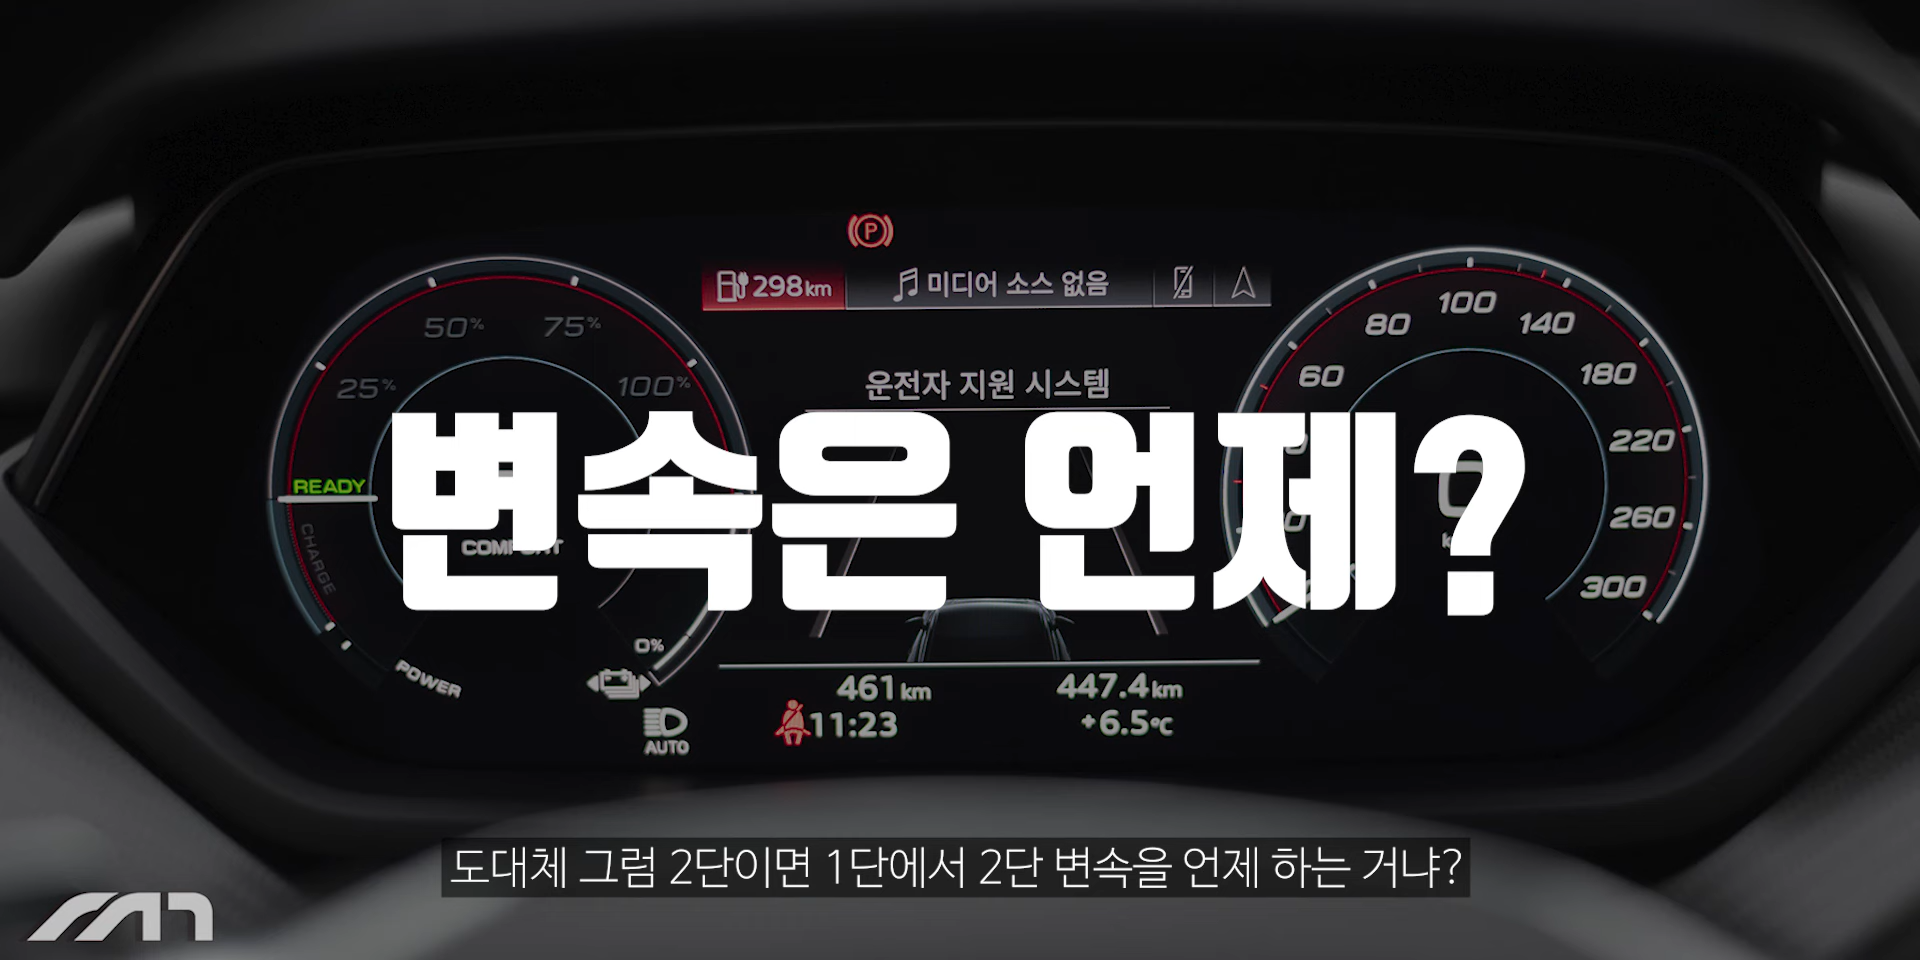 298km
미디어 소스 없음
50%
75%
25%
100%
80
100
140
60
180
220
260
300
운전자 지원 시스템
변속은 언제?
READY
CHARGE
COMFORT
POWER
0%
461 km
447.4km
11:23
+6.5°C
AUTO
P
도대체 그럼 2단이면 1단에서 2단 변속을 언제 하는 거냐?